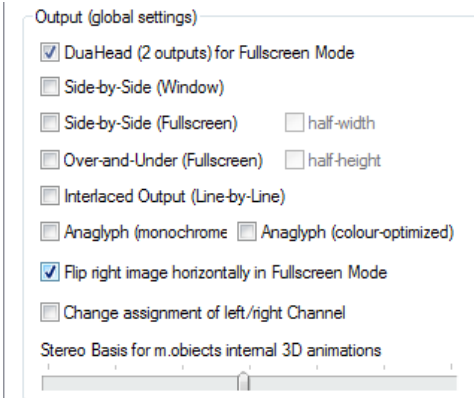 Output (global settings)
DuaHead (2 outputs) for Fullscreen Mode
Side-by-Side (Window)
Side-by-Side (Fullscreen) half-width
Over-and-Under (Fullscreen) half-height
Interlaced Output (Line-by-Line)
Anaglyph (monochrome Anaglyph (colour-optimized)
Flip right image horizontally in Fullscreen Mode
Change assignment of left/right Channel
Stereo Basis for m.objects internal 3D animations